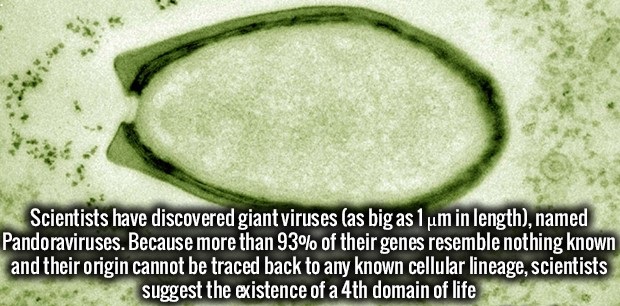 Scientists have discovered giant viruses (as big as 1 μm in length), named
Pandoraviruses. Because more than 93% of their genes resemble nothing known
and their origin cannot be traced back to any known cellular lineage, scientists
suggest the existence of a 4th domain of life